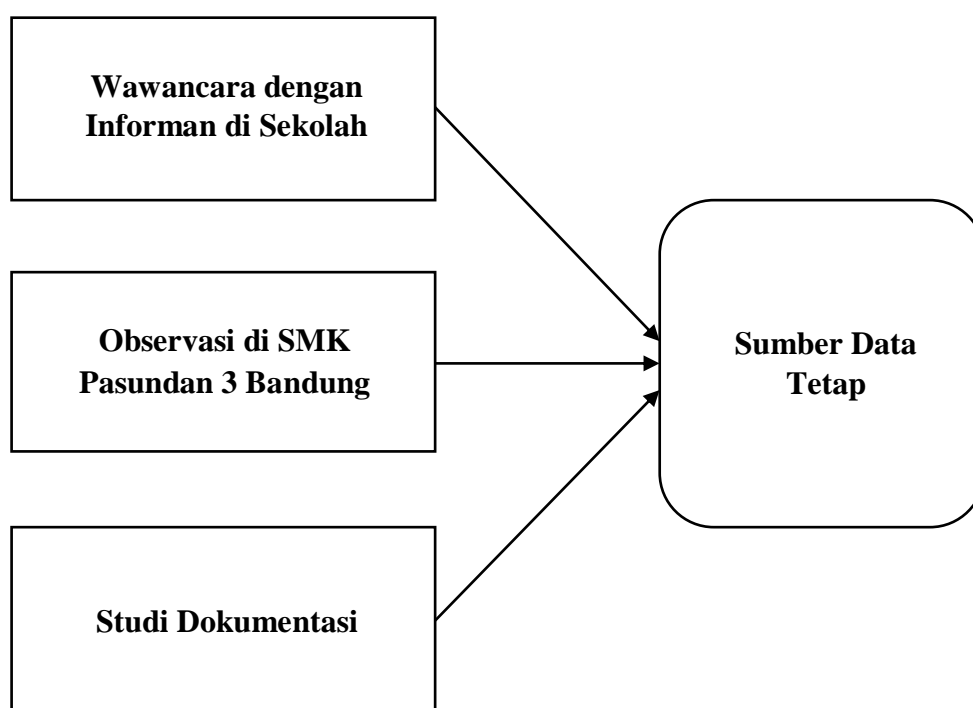 Wawancara dengan
Informan di Sekolah
Observasi di SMK
Pasundan 3 Bandung
Sumber Data
Tetap
Studi Dokumentasi